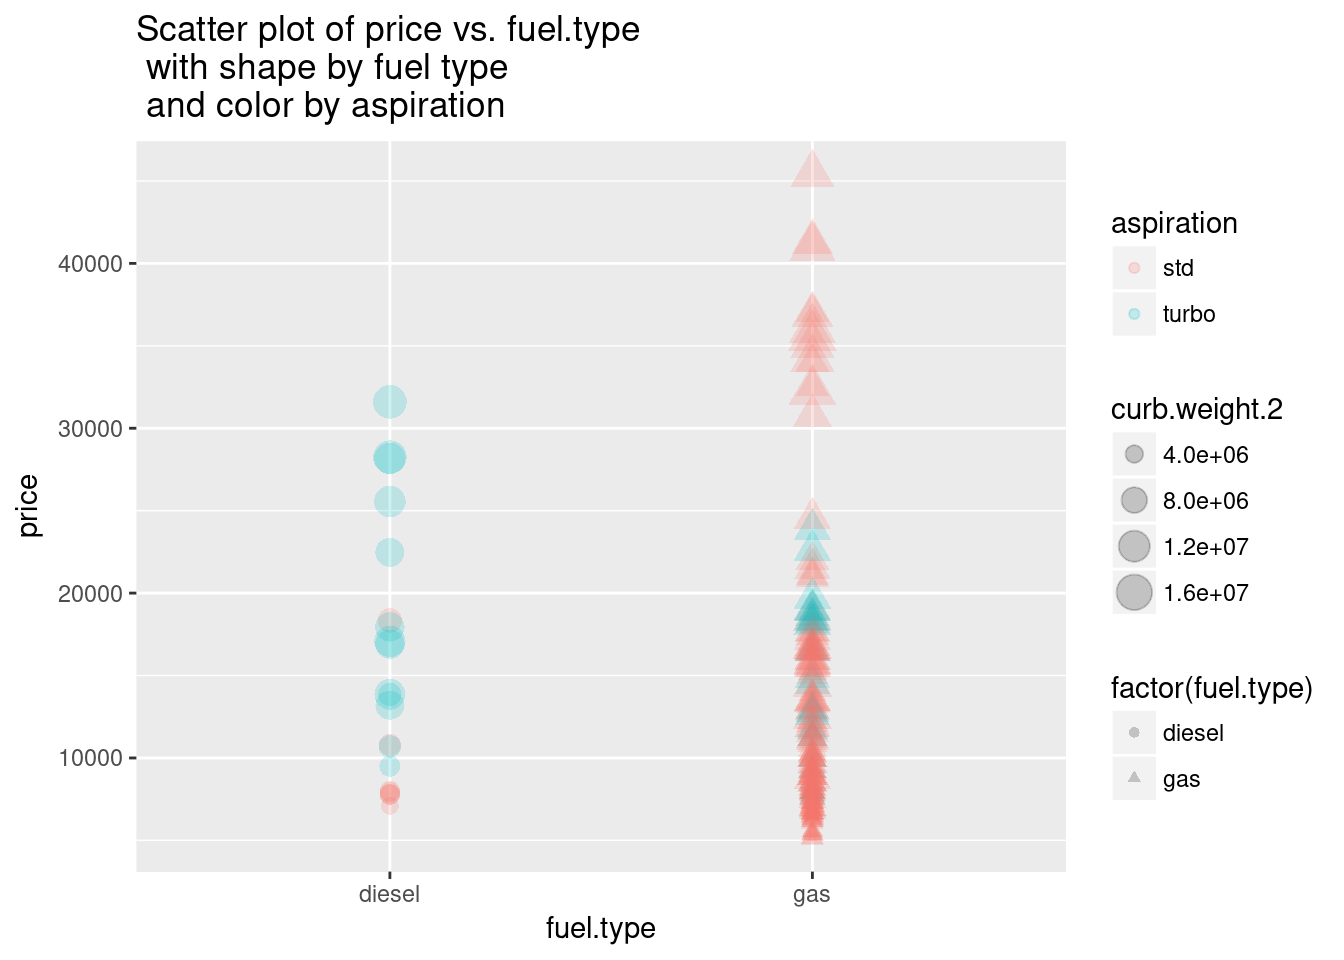 Scatter plot of price vs. fuel.type
with shape by fuel type
and color by aspiration
40000
30000
20000
10000
price
diesel
gas
fuel.type
aspiration
std
turbo
curb.weight.2
4.0e+06
8.0e+06
1.2e+07
1.6e+07
factor(fuel.type)
diesel
gas